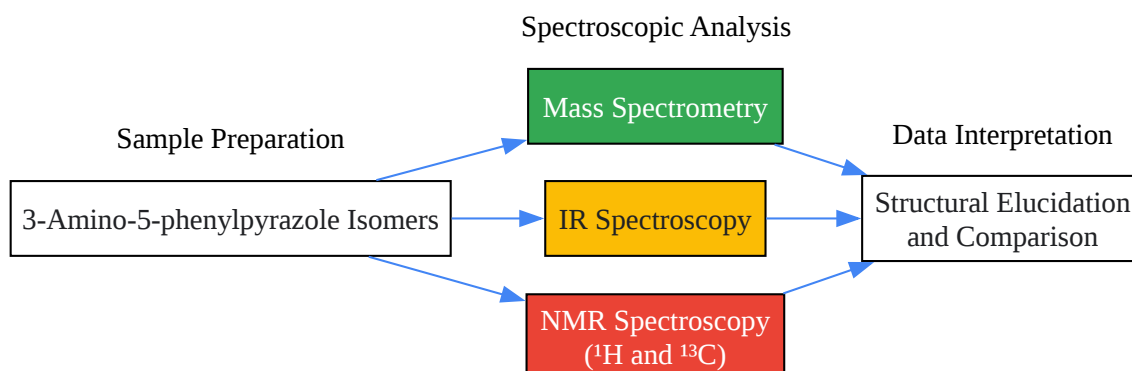 Spectroscopic Analysis
Mass Spectrometry
Sample Preparation
Data Interpretation
3-Amino-5-phenylpyrazole Isomers
IR Spectroscopy
Structural Elucidation
and Comparison
NMR Spectroscopy
(¹H and ¹³C)